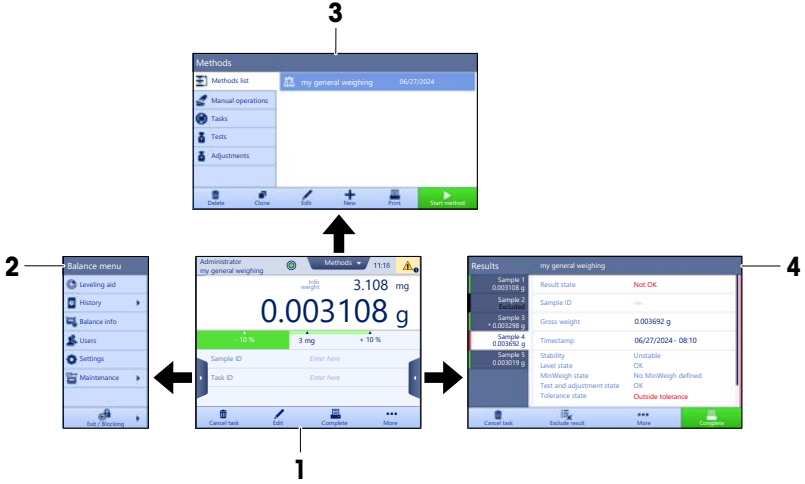 3
Methods
Methods list
my general weighing 06/27/2024
Manual operations
Tasks
Tests
Adjustments
Delete Clone Edit New Print Start method
2
Balance menu
Leveling aid
History
Balance info
Users
Settings
Maintenance
Exit / Blocking
Administrator
my general weighing
Methods 11:18
Info
weight
3.108 mg
0.003108 g
- 10 % 3 mg + 10 %
Sample ID Enter here
Task ID Enter here
Cancel task Edit Complete More
1
4
Results my general weighing
Sample 1
0.003108 g
Sample 2
Excluded
Sample 3
* 0.003298 g
Sample 4
0.003692 g
Sample 5
0.003019 g
Result state Not OK
Sample ID ---
Gross weight 0.003692 g
Timestamp 06/27/2024 - 08:10
Stability Unstable
Level state OK
MinWeigh state No MinWeigh defined
Test and adjustment state OK
Tolerance state Outside tolerance
Cancel task Exclude result More Complete